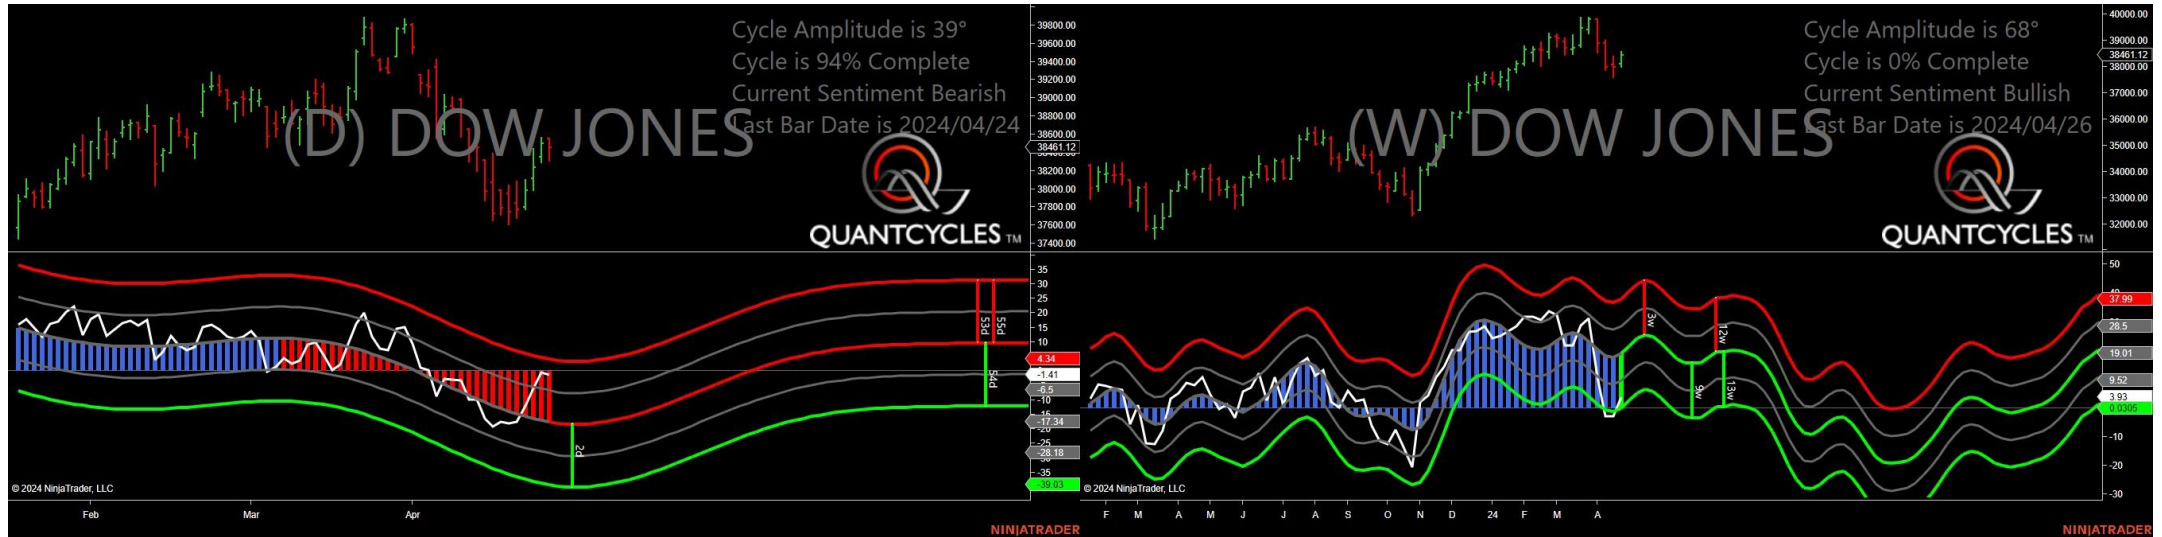 Cycle Amplitude is 39°
Cycle is 94% Complete
Current Sentiment Bearish
Last Bar Date is 2024/04/24
(D) DOW JONES
QUANTCYCLES TM
39800.00
39600.00
39400.00
39200.00
39000.00
38800.00
38600.00
38461.12
38400.00
38200.00
38000.00
37800.00
37600.00
37400.00
35
30
25
20
15
10
4.34
-1.41
-6.5
-10
-15
-17.34
-20
-25
-28.18
-35
-39.03
53d
55d
54d
2d
© 2024 NinjaTrader, LLC
Feb
Mar
Apr
NINJATRADER
Cycle Amplitude is 68°
Cycle is 0% Complete
Current Sentiment Bullish
Last Bar Date is 2024/04/26
(W) DOW JONES
QUANTCYCLES TM
40000.00
39000.00
38461.12
38000.00
37000.00
36000.00
35000.00
34000.00
33000.00
32000.00
50
37.99
28.5
19.01
9.52
3.93
0.0305
-10
-20
-30
3w
12w
9w
13w
© 2024 NinjaTrader, LLC
F
M
A
M
J
J
A
S
O
N
D
24
F
M
A
NINJATRADER